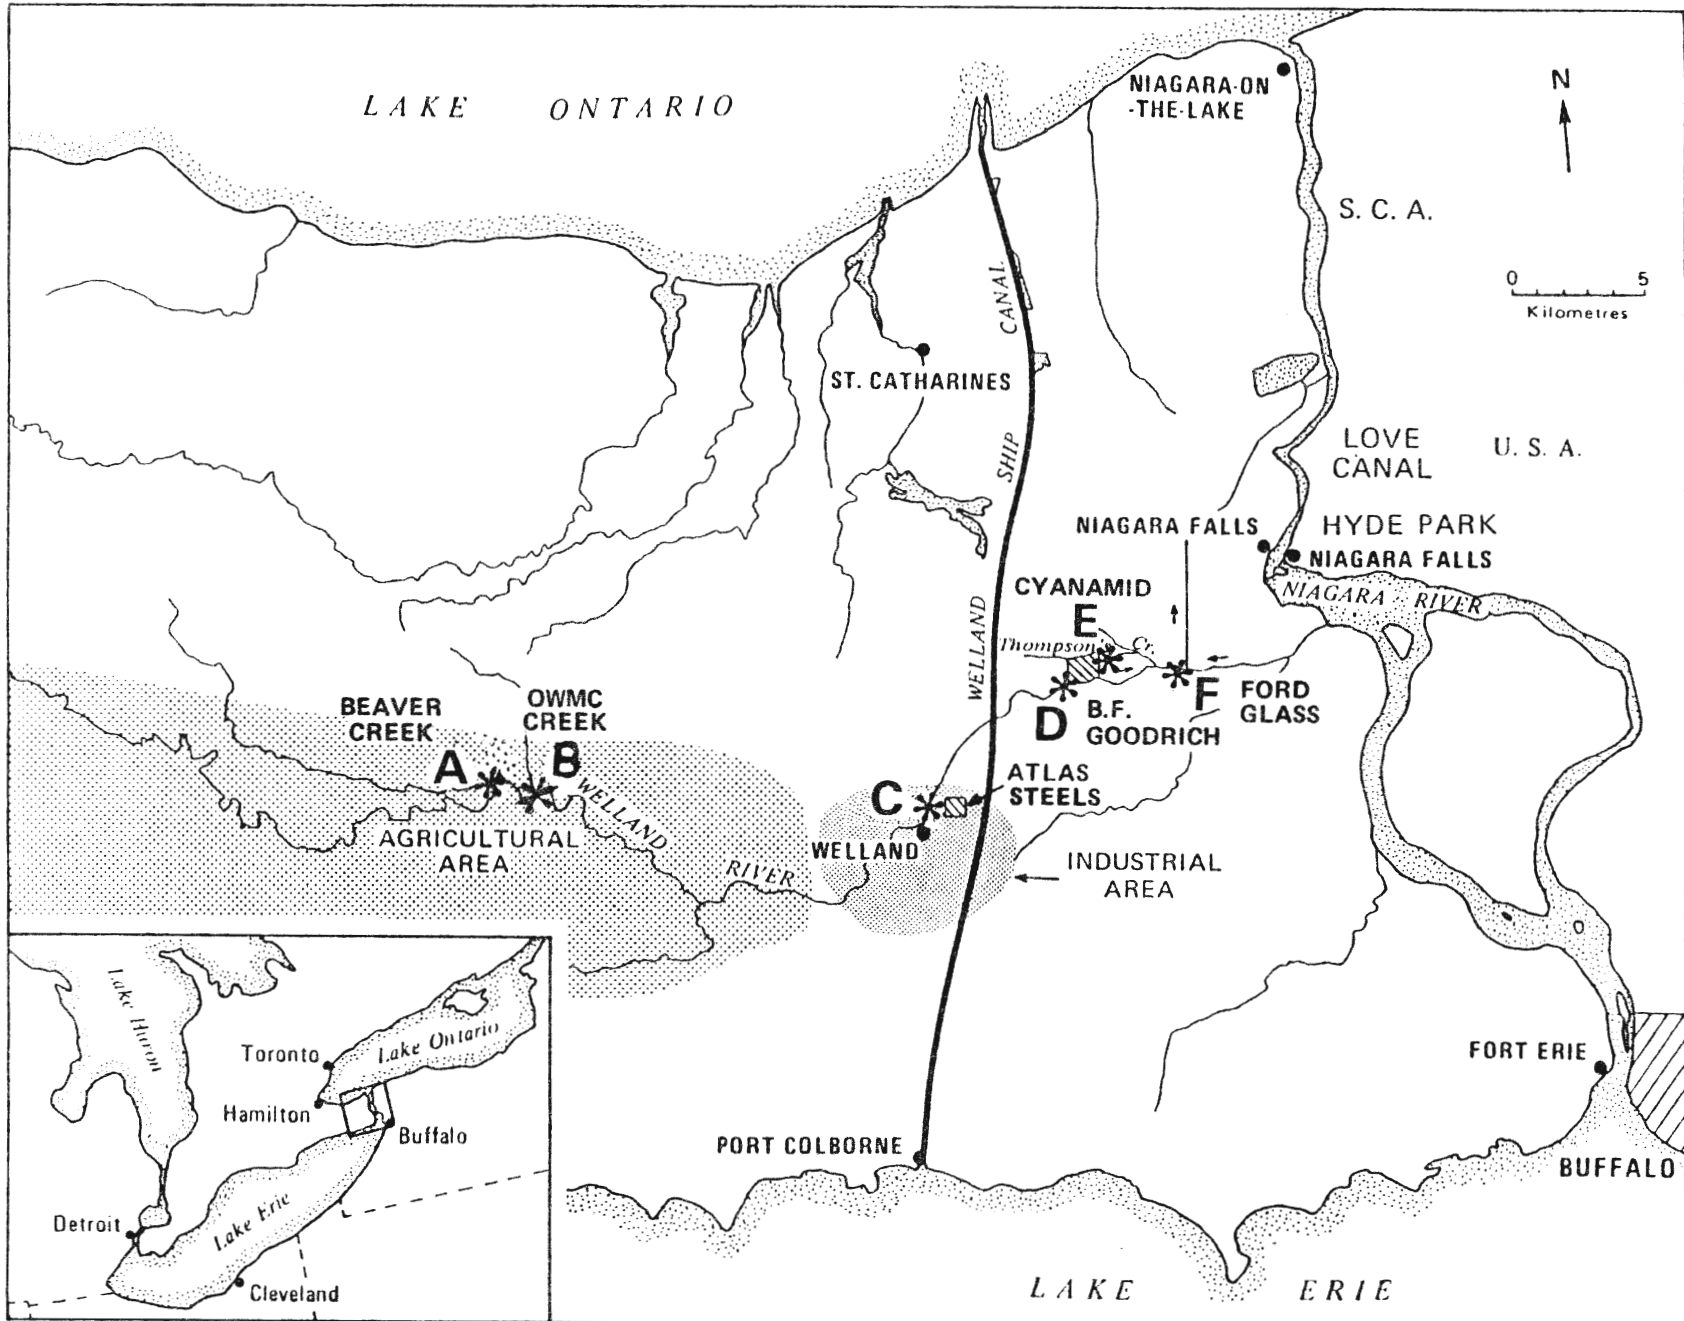 LAKE ONTARIO
NIAGARA-ON
-THE-LAKE
N
S. C. A.
0 5
Kilometres
ST. CATHARINES
WELLAND SHIP CANAL
LOVE
CANAL
U. S. A.
NIAGARA FALLS
HYDE PARK
NIAGARA FALLS
NIAGARA RIVER
CYANAMID
E
Thompson's Cr.
BEAVER
CREEK
A
OWMC
CREEK
B
D
B.F.
GOODRICH
F
FORD
GLASS
C
ATLAS
STEELS
WELLAND
RIVER
AGRICULTURAL
AREA
WELLAND
INDUSTRIAL
AREA
FORT ERIE
BUFFALO
PORT COLBORNE
LAKE ERIE
Lake Huron
Toronto
Lake Ontario
Hamilton
Buffalo
Detroit
Lake Erie
Cleveland